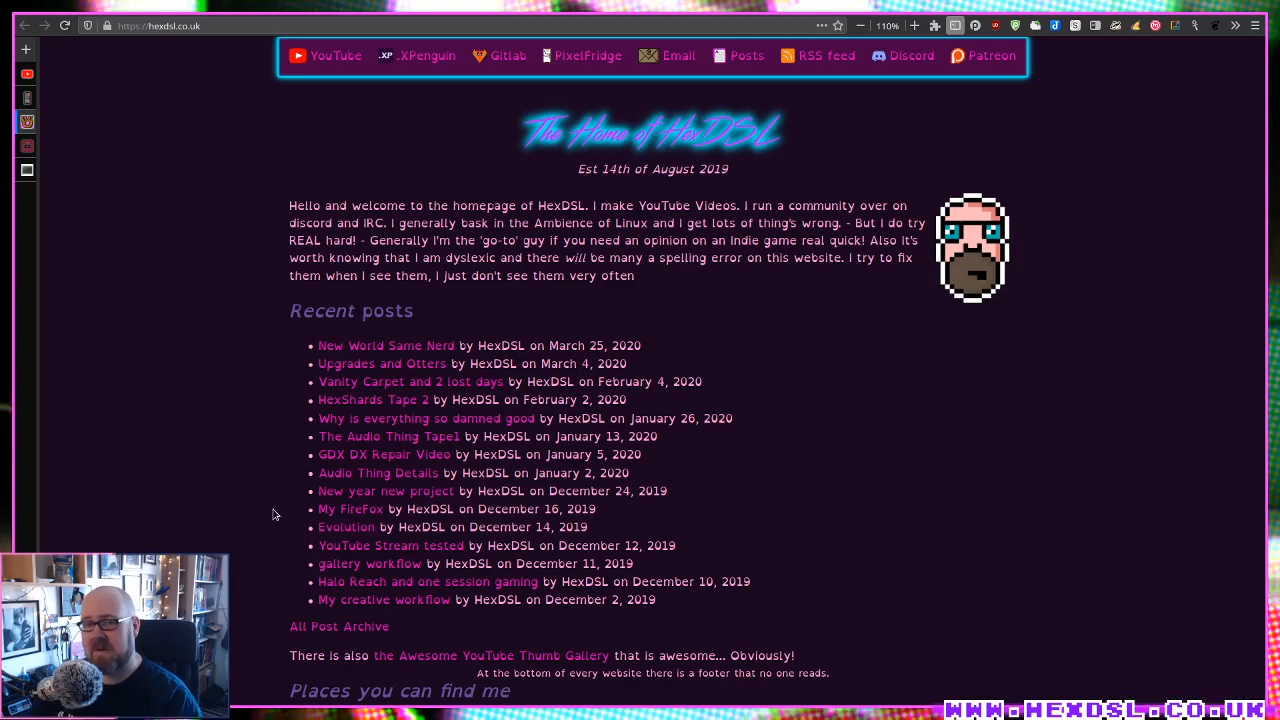 https://hexdsl.co.uk
110%
YouTube .XP .XPenguin Gitlab PixelFridge Email Posts RSS feed Discord Patreon
The Home of HexDSL
Est 14th of August 2019
Hello and welcome to the homepage of HexDSL. I make YouTube Videos. I run a community over on
discord and IRC. I generally bask in the Ambience of Linux and I get lots of thing's wrong. - But I do try
REAL hard! - Generally I'm the 'go-to' guy if you need an opinion on an Indie game real quick! Also It's
worth knowing that I am dyslexic and there will be many a spelling error on this website. I try to fix
them when I see them, I just don't see them very often
Recent posts
New World Same Nerd by HexDSL on March 25, 2020
Upgrades and Otters by HexDSL on March 4, 2020
Vanity Carpet and 2 lost days by HexDSL on February 4, 2020
HexShards Tape 2 by HexDSL on February 2, 2020
Why is everything so damned good by HexDSL on January 26, 2020
The Audio Thing Tape1 by HexDSL on January 13, 2020
GDX DX Repair Video by HexDSL on January 5, 2020
Audio Thing Details by HexDSL on January 2, 2020
New year new project by HexDSL on December 24, 2019
My FireFox by HexDSL on December 16, 2019
Evolution by HexDSL on December 14, 2019
YouTube Stream tested by HexDSL on December 12, 2019
gallery workflow by HexDSL on December 11, 2019
Halo Reach and one session gaming by HexDSL on December 10, 2019
My creative workflow by HexDSL on December 2, 2019
All Post Archive
There is also the Awesome YouTube Thumb Gallery that is awesome... Obviously!
At the bottom of every website there is a footer that no one reads.
Places you can find me
WWW.HEXDSL.CO.UK